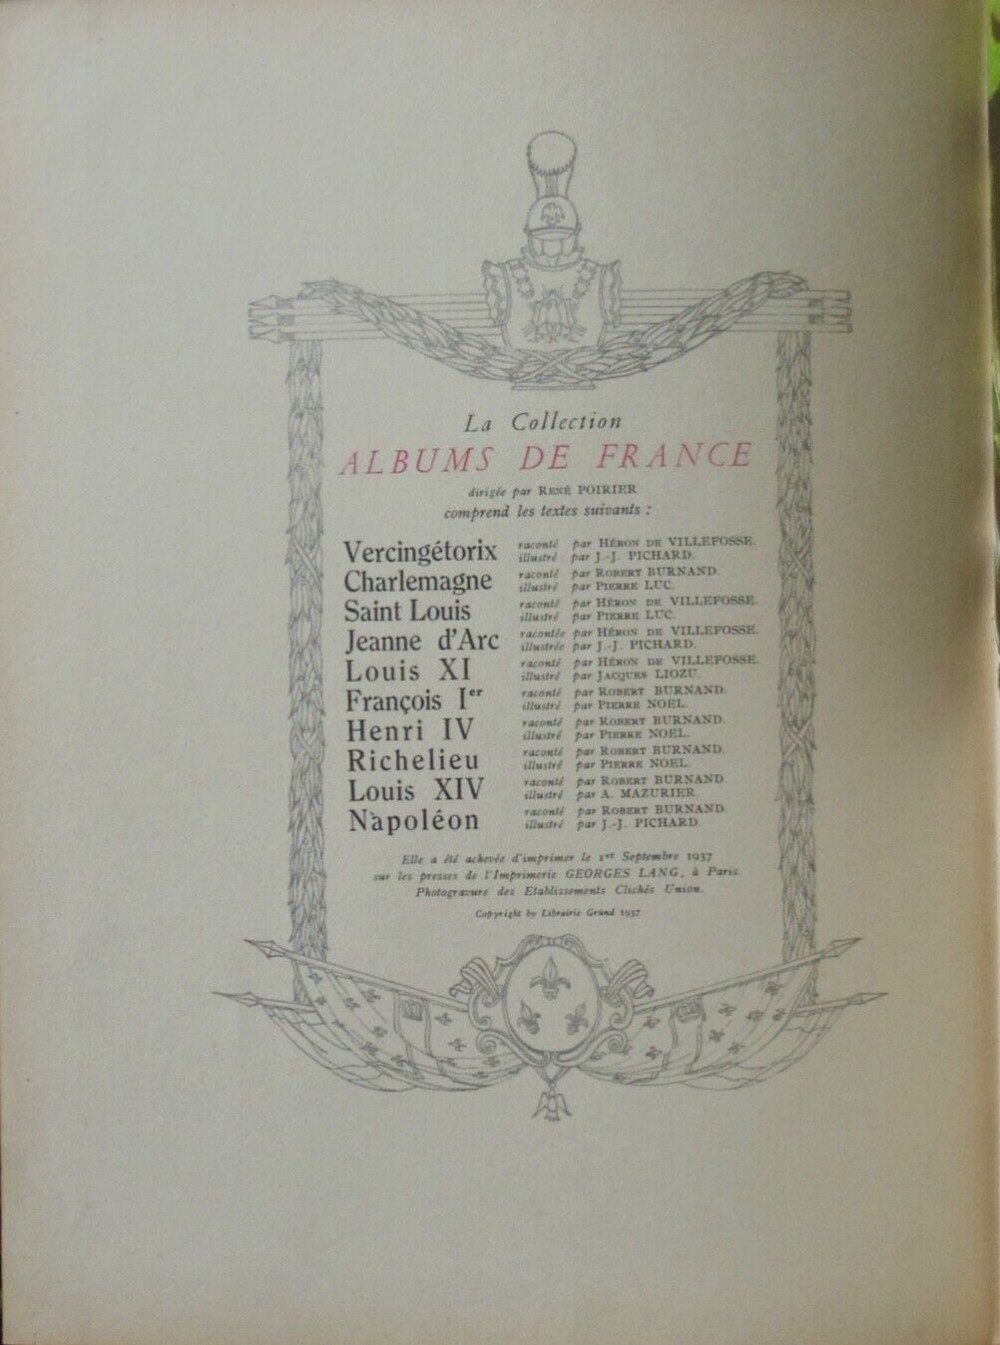 La Collection
ALBUMS DE FRANCE
dirigée par RENÉ POIRIER
comprend les textes suivants :
Vercingétorix raconté par HÉRON DE VILLEFOSSE.
illustré par J.-J. PICHARD.
Charlemagne raconté par ROBERT BURNAND.
illustré par PIERRE LUC.
Saint Louis raconté par HÉRON DE VILLEFOSSE.
illustré par PIERRE LUC.
Jeanne d'Arc racontée par HÉRON DE VILLEFOSSE.
illustrée par J.-J. PICHARD.
Louis XI raconté par HÉRON DE VILLEFOSSE.
illustré par JACQUES LIOZU.
François Ier raconté par ROBERT BURNAND.
illustré par PIERRE NOEL.
Henri IV raconté par ROBERT BURNAND.
illustré par PIERRE NOEL.
Richelieu raconté par ROBERT BURNAND.
illustré par PIERRE NOEL.
Louis XIV raconté par ROBERT BURNAND.
illustré par A. MAZURIER.
Napoléon raconté par ROBERT BURNAND.
illustré par J.-J. PICHARD.
Elle a été achevée d'imprimer le 1er Septembre 1937
sur les presses de l'Imprimerie GEORGES LANG, à Paris.
Photogravure des Etablissements Clichés Union.
Copyright by Librairie Gründ 1937